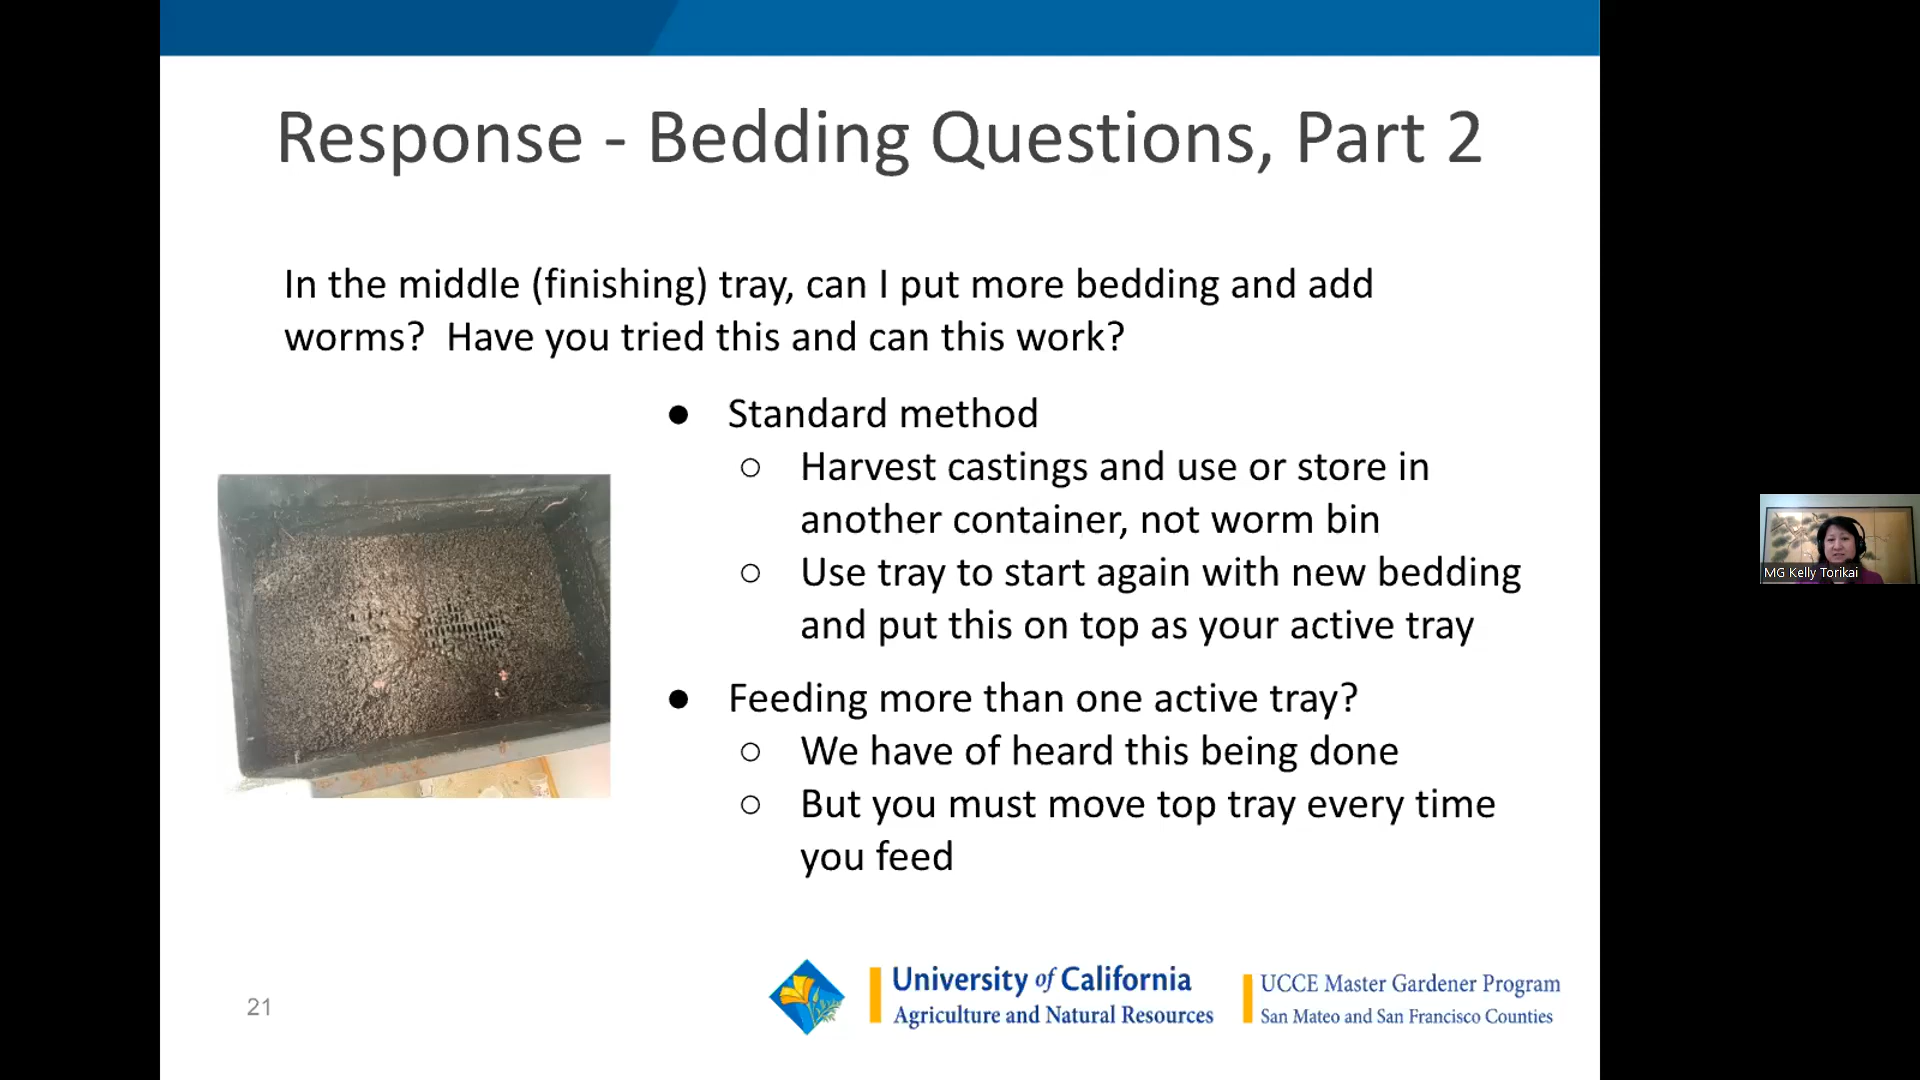 Response - Bedding Questions, Part 2
In the middle (finishing) tray, can I put more bedding and add
worms?  Have you tried this and can this work?
● Standard method
○ Harvest castings and use or store in
another container, not worm bin
○ Use tray to start again with new bedding
and put this on top as your active tray
● Feeding more than one active tray?
○ We have of heard this being done
○ But you must move top tray every time
you feed
MG Kelly Torikai
21
University of California
Agriculture and Natural Resources
UCCE Master Gardener Program
San Mateo and San Francisco Counties